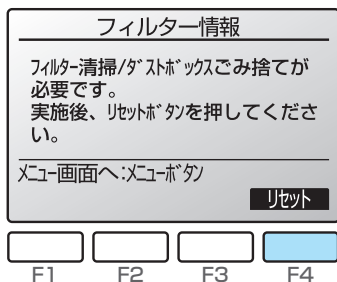 フィルター情報
フィルター清掃/ダストボックスごみ捨てが
必要です。
実施後、リセットボタンを押してくださ
い。
メニュー画面へ:メニューボタン
リセット
F1 F2 F3 F4